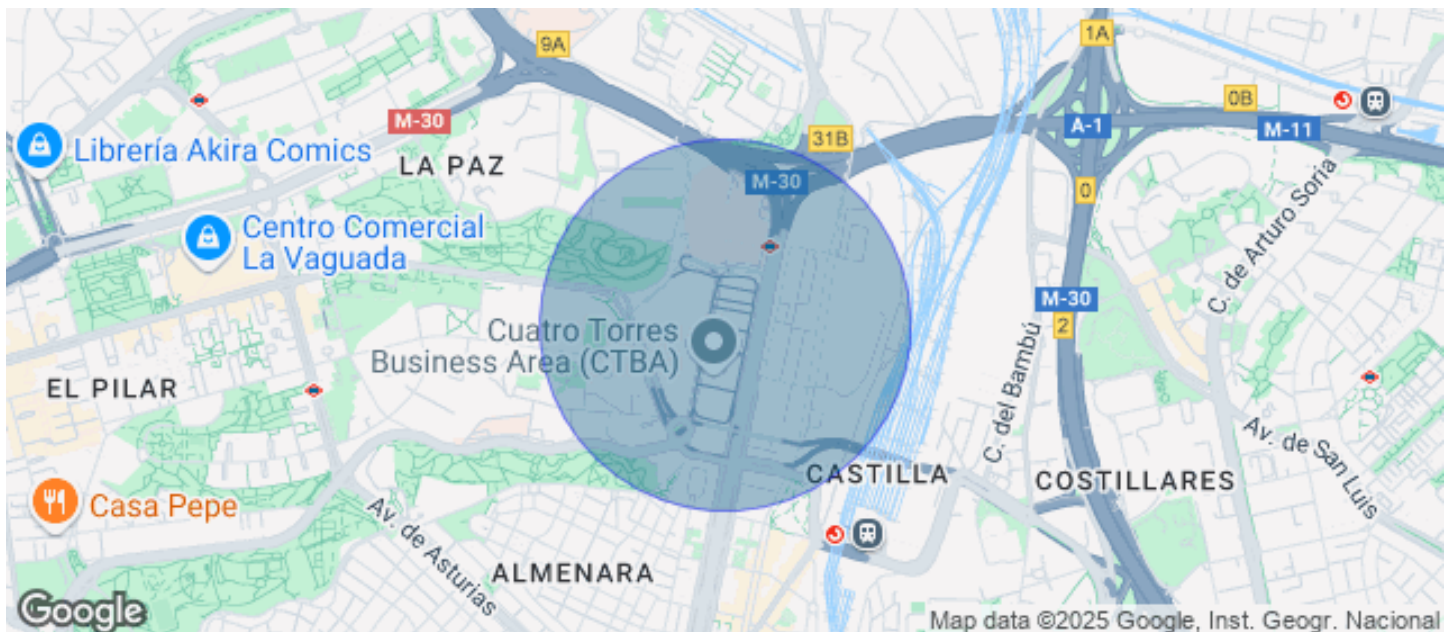 9A
1A
0B
M-30
A-1
M-11
31B
Librería Akira Comics
LA PAZ
M-30
0
C. de Arturo Soria
Centro Comercial
La Vaguada
M-30
2
Cuatro Torres
Business Area (CTBA)
C. del Bambú
EL PILAR
Av. de San Luis
CASTILLA
COSTILLARES
Casa Pepe
Av. de Asturias
ALMENARA
Google
Map data ©2025 Google, Inst. Geogr. Nacional